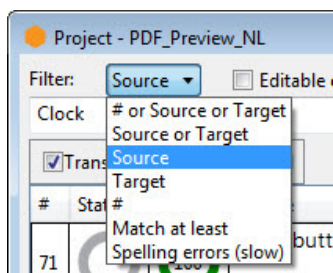 Project - PDF_Preview_NL
Filter: Source Editable
Clock
# or Source or Target
Source or Target
Source
Target
#
Match at least
Spelling errors (slow)
Trans
# Stat
71 100 butt